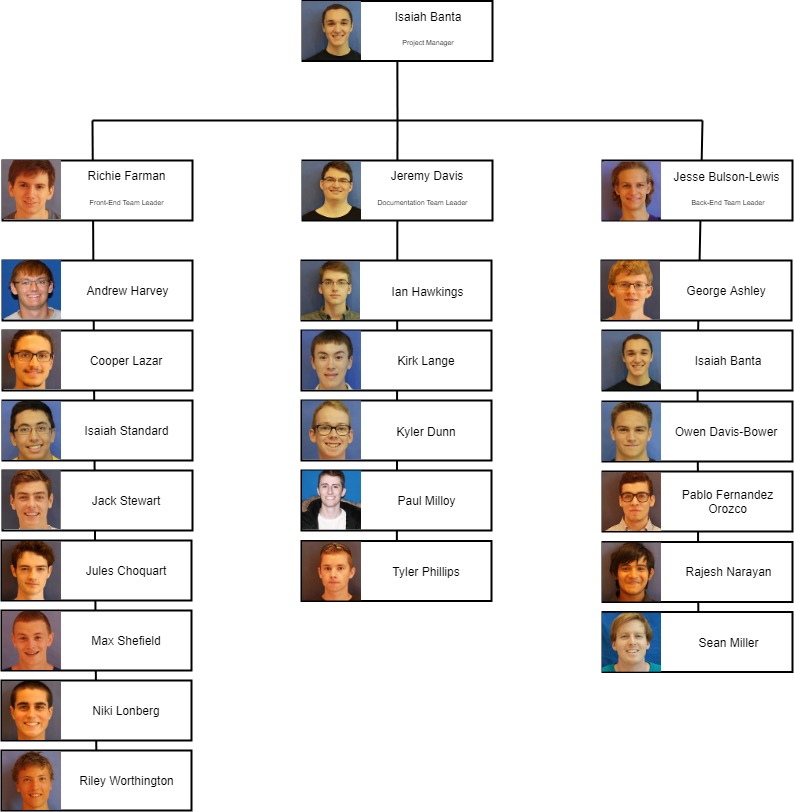 Isaiah Banta
Project Manager
Richie Farman
Front-End Team Leader
Jeremy Davis
Documentation Team Leader
Jesse Bulson-Lewis
Back-End Team Leader
Andrew Harvey
Cooper Lazar
Isaiah Standard
Jack Stewart
Jules Choquart
Max Shefield
Niki Lonberg
Riley Worthington
Ian Hawkings
Kirk Lange
Kyler Dunn
Paul Milloy
Tyler Phillips
George Ashley
Isaiah Banta
Owen Davis-Bower
Pablo Fernandez
Orozco
Rajesh Narayan
Sean Miller